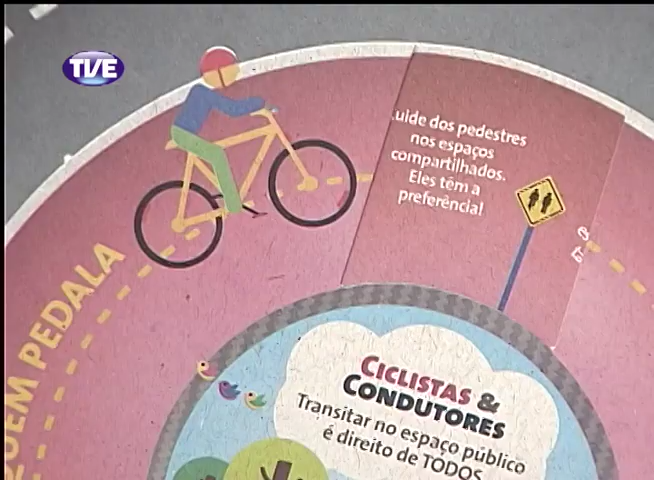 TVE
uide dos pedestres
nos espaços
compartilhados.
Eles têm a
preferência!
PEDALA
CICLISTAS &
CONDUTORES
Transitar no espaço público
é direito de TODOS